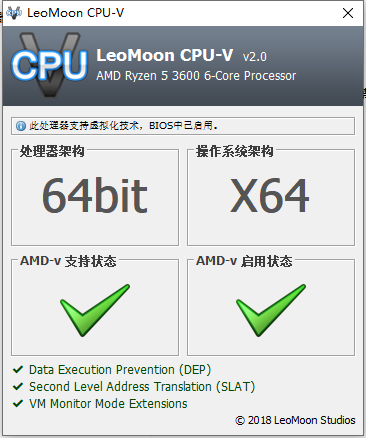 LeoMoon CPU-V
CPU
LeoMoon CPU-V v2.0
AMD Ryzen 5 3600 6-Core Processor
此处理器支持虚拟化技术，BIOS中已启用。
处理器架构
64bit
操作系统架构
X64
AMD-v 支持状态
AMD-v 启用状态
Data Execution Prevention (DEP)
Second Level Address Translation (SLAT)
VM Monitor Mode Extensions
© 2018 LeoMoon Studios